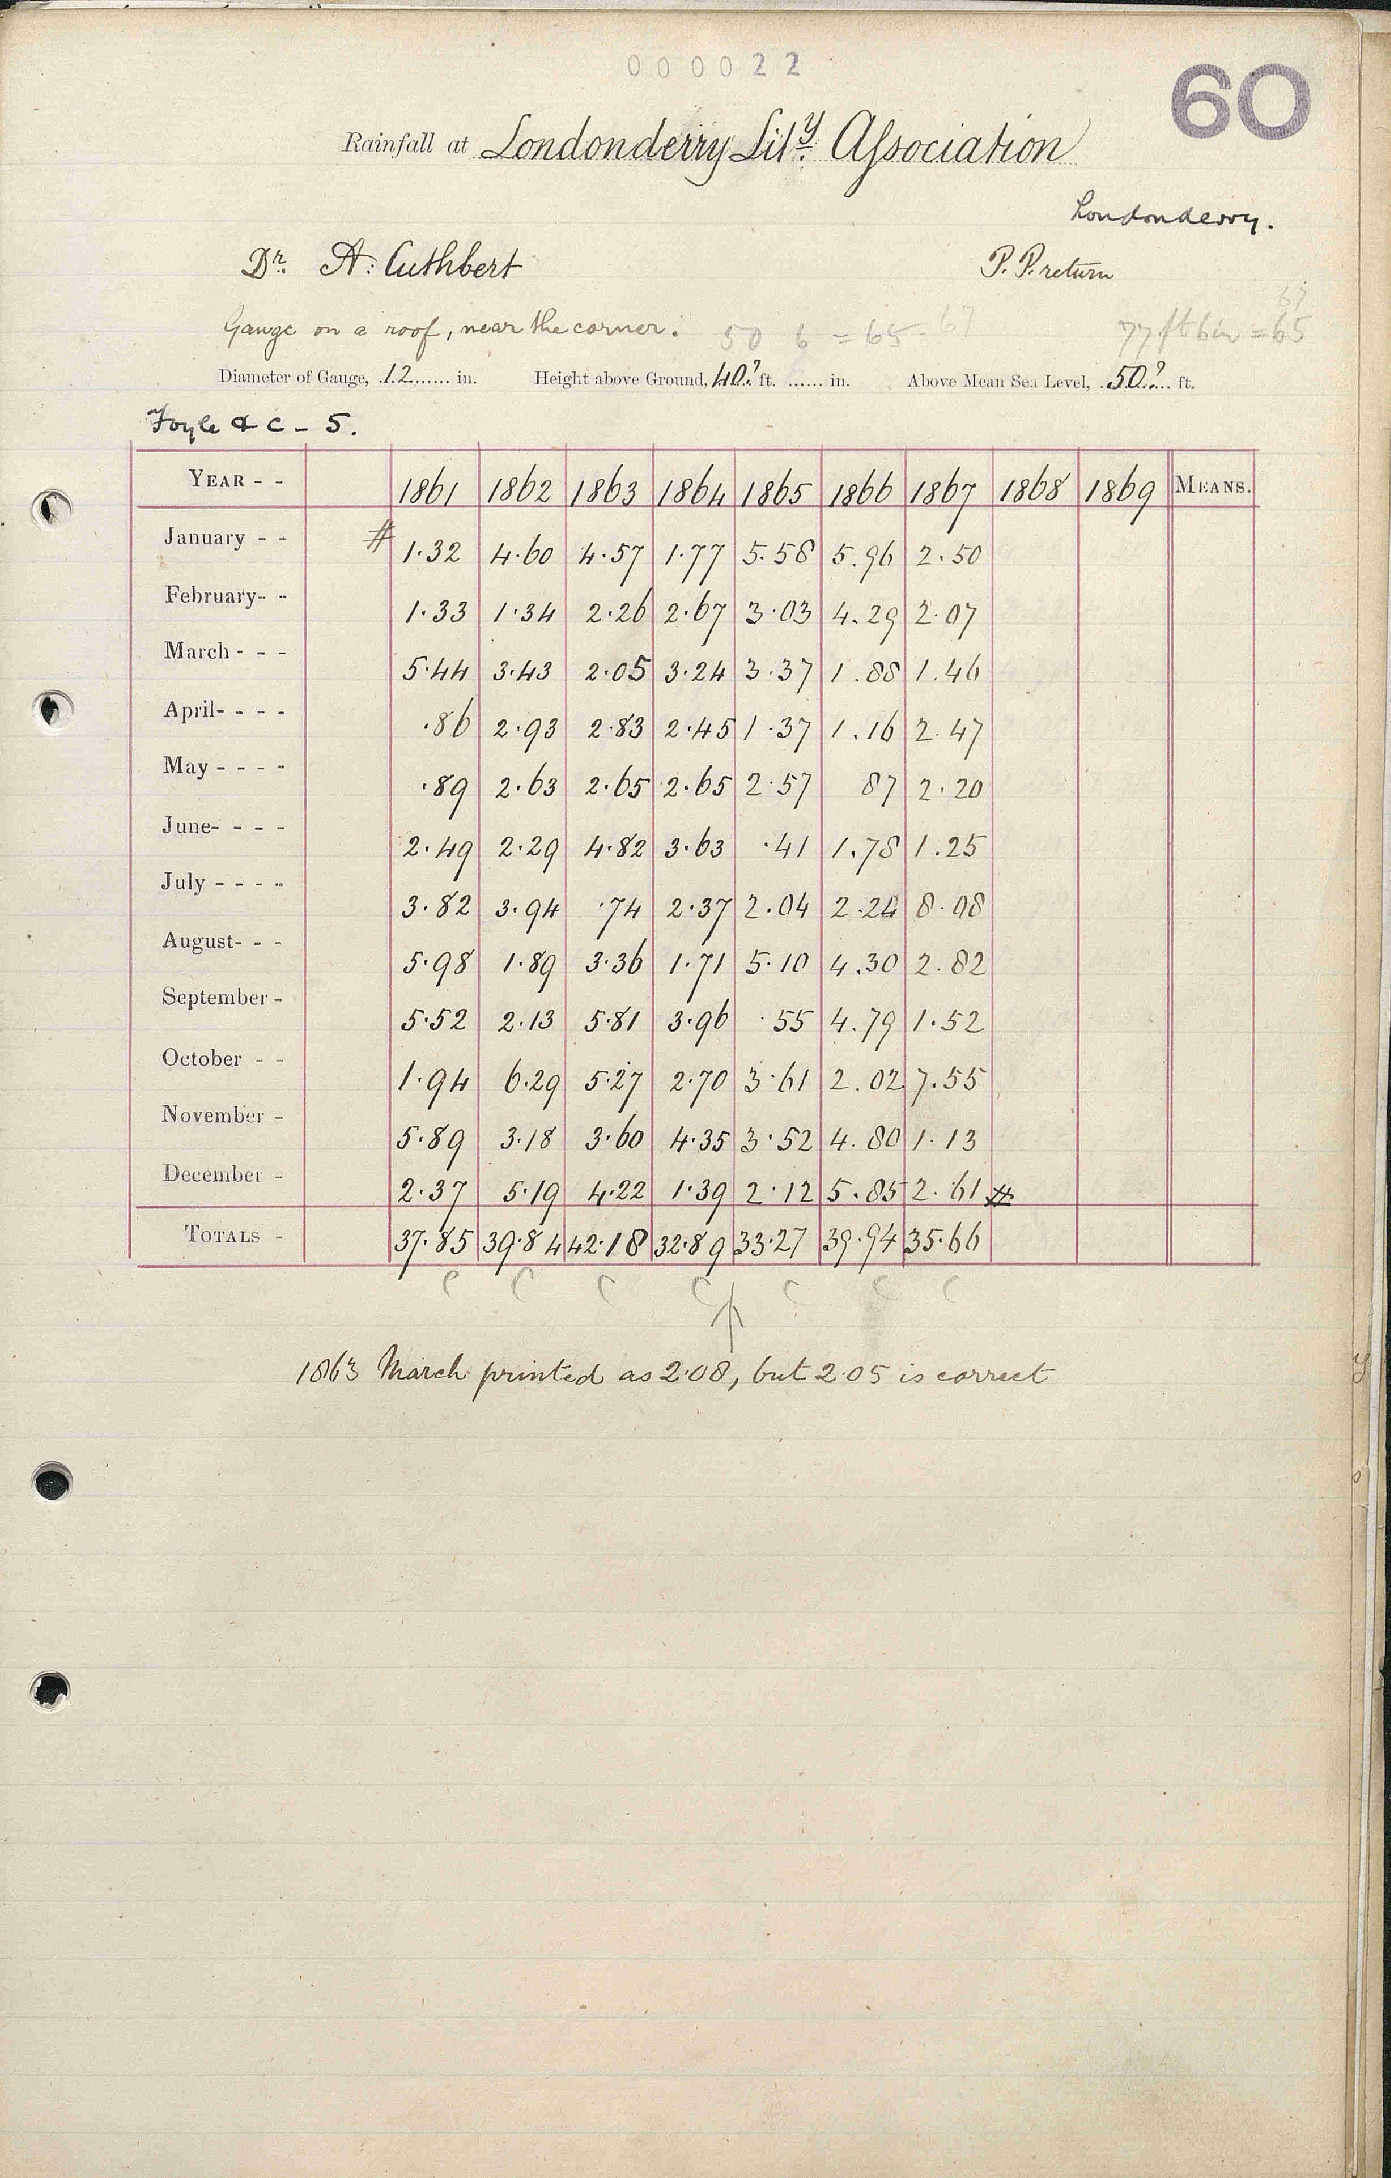 000022
60
Rainfall at Londonderry Lity. Association
Londonderry.
Dr. A: Cuthbert P. P. return
67
Gauge on a roof, near the corner. 50 6 = 65 - 67 77 ft 6 in = 65
Diameter of Gauge, 12 in. Height above Ground, 40? ft. in. Above Mean Sea Level, 50? ft.
Foyle & c - 5.
YEAR - - 1861 1862 1863 1864 1865 1866 1867 1868 1869 MEANS.
January - - # 1.32 4.60 4.57 1.77 5.58 5.96 2.50
February- - 1.33 1.34 2.26 2.67 3.03 4.29 2.07
March - - - 5.44 3.43 2.05 3.24 3.37 1.88 1.46
April- - - - .86 2.93 2.83 2.45 1.37 1.16 2.47
May - - - - .89 2.63 2.65 2.65 2.57 87 2.20
June- - - - 2.49 2.29 4.82 3.63 .41 1.78 1.25
July - - - - 3.82 3.94 .74 2.37 2.04 2.24 8.08
August- - - 5.98 1.89 3.36 1.71 5.10 4.30 2.82
September - 5.52 2.13 5.81 3.96 .55 4.79 1.52
October - - 1.94 6.29 5.27 2.70 3.61 2.02 7.55
November - 5.89 3.18 3.60 4.35 3.52 4.80 1.13
December - 2.37 5.19 4.22 1.39 2.12 5.85 2.61 #
TOTALS - 37.85 39.84 42.18 32.89 33.27 39.94 35.66
C C C C C C C
1863 March printed as 2.08, but 2.05 is correct